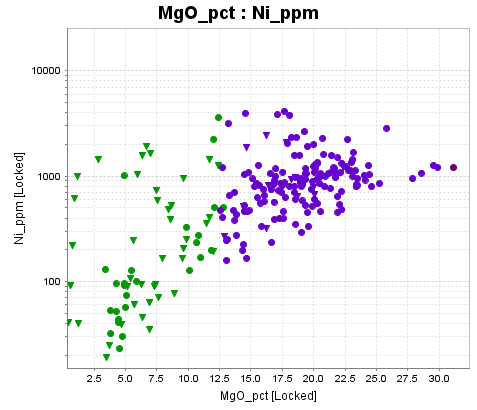 MgO_pct : Ni_ppm
10000
1000
100
Ni_ppm [Locked]
2.5 5.0 7.5 10.0 12.5 15.0 17.5 20.0 22.5 25.0 27.5 30.0
MgO_pct [Locked]